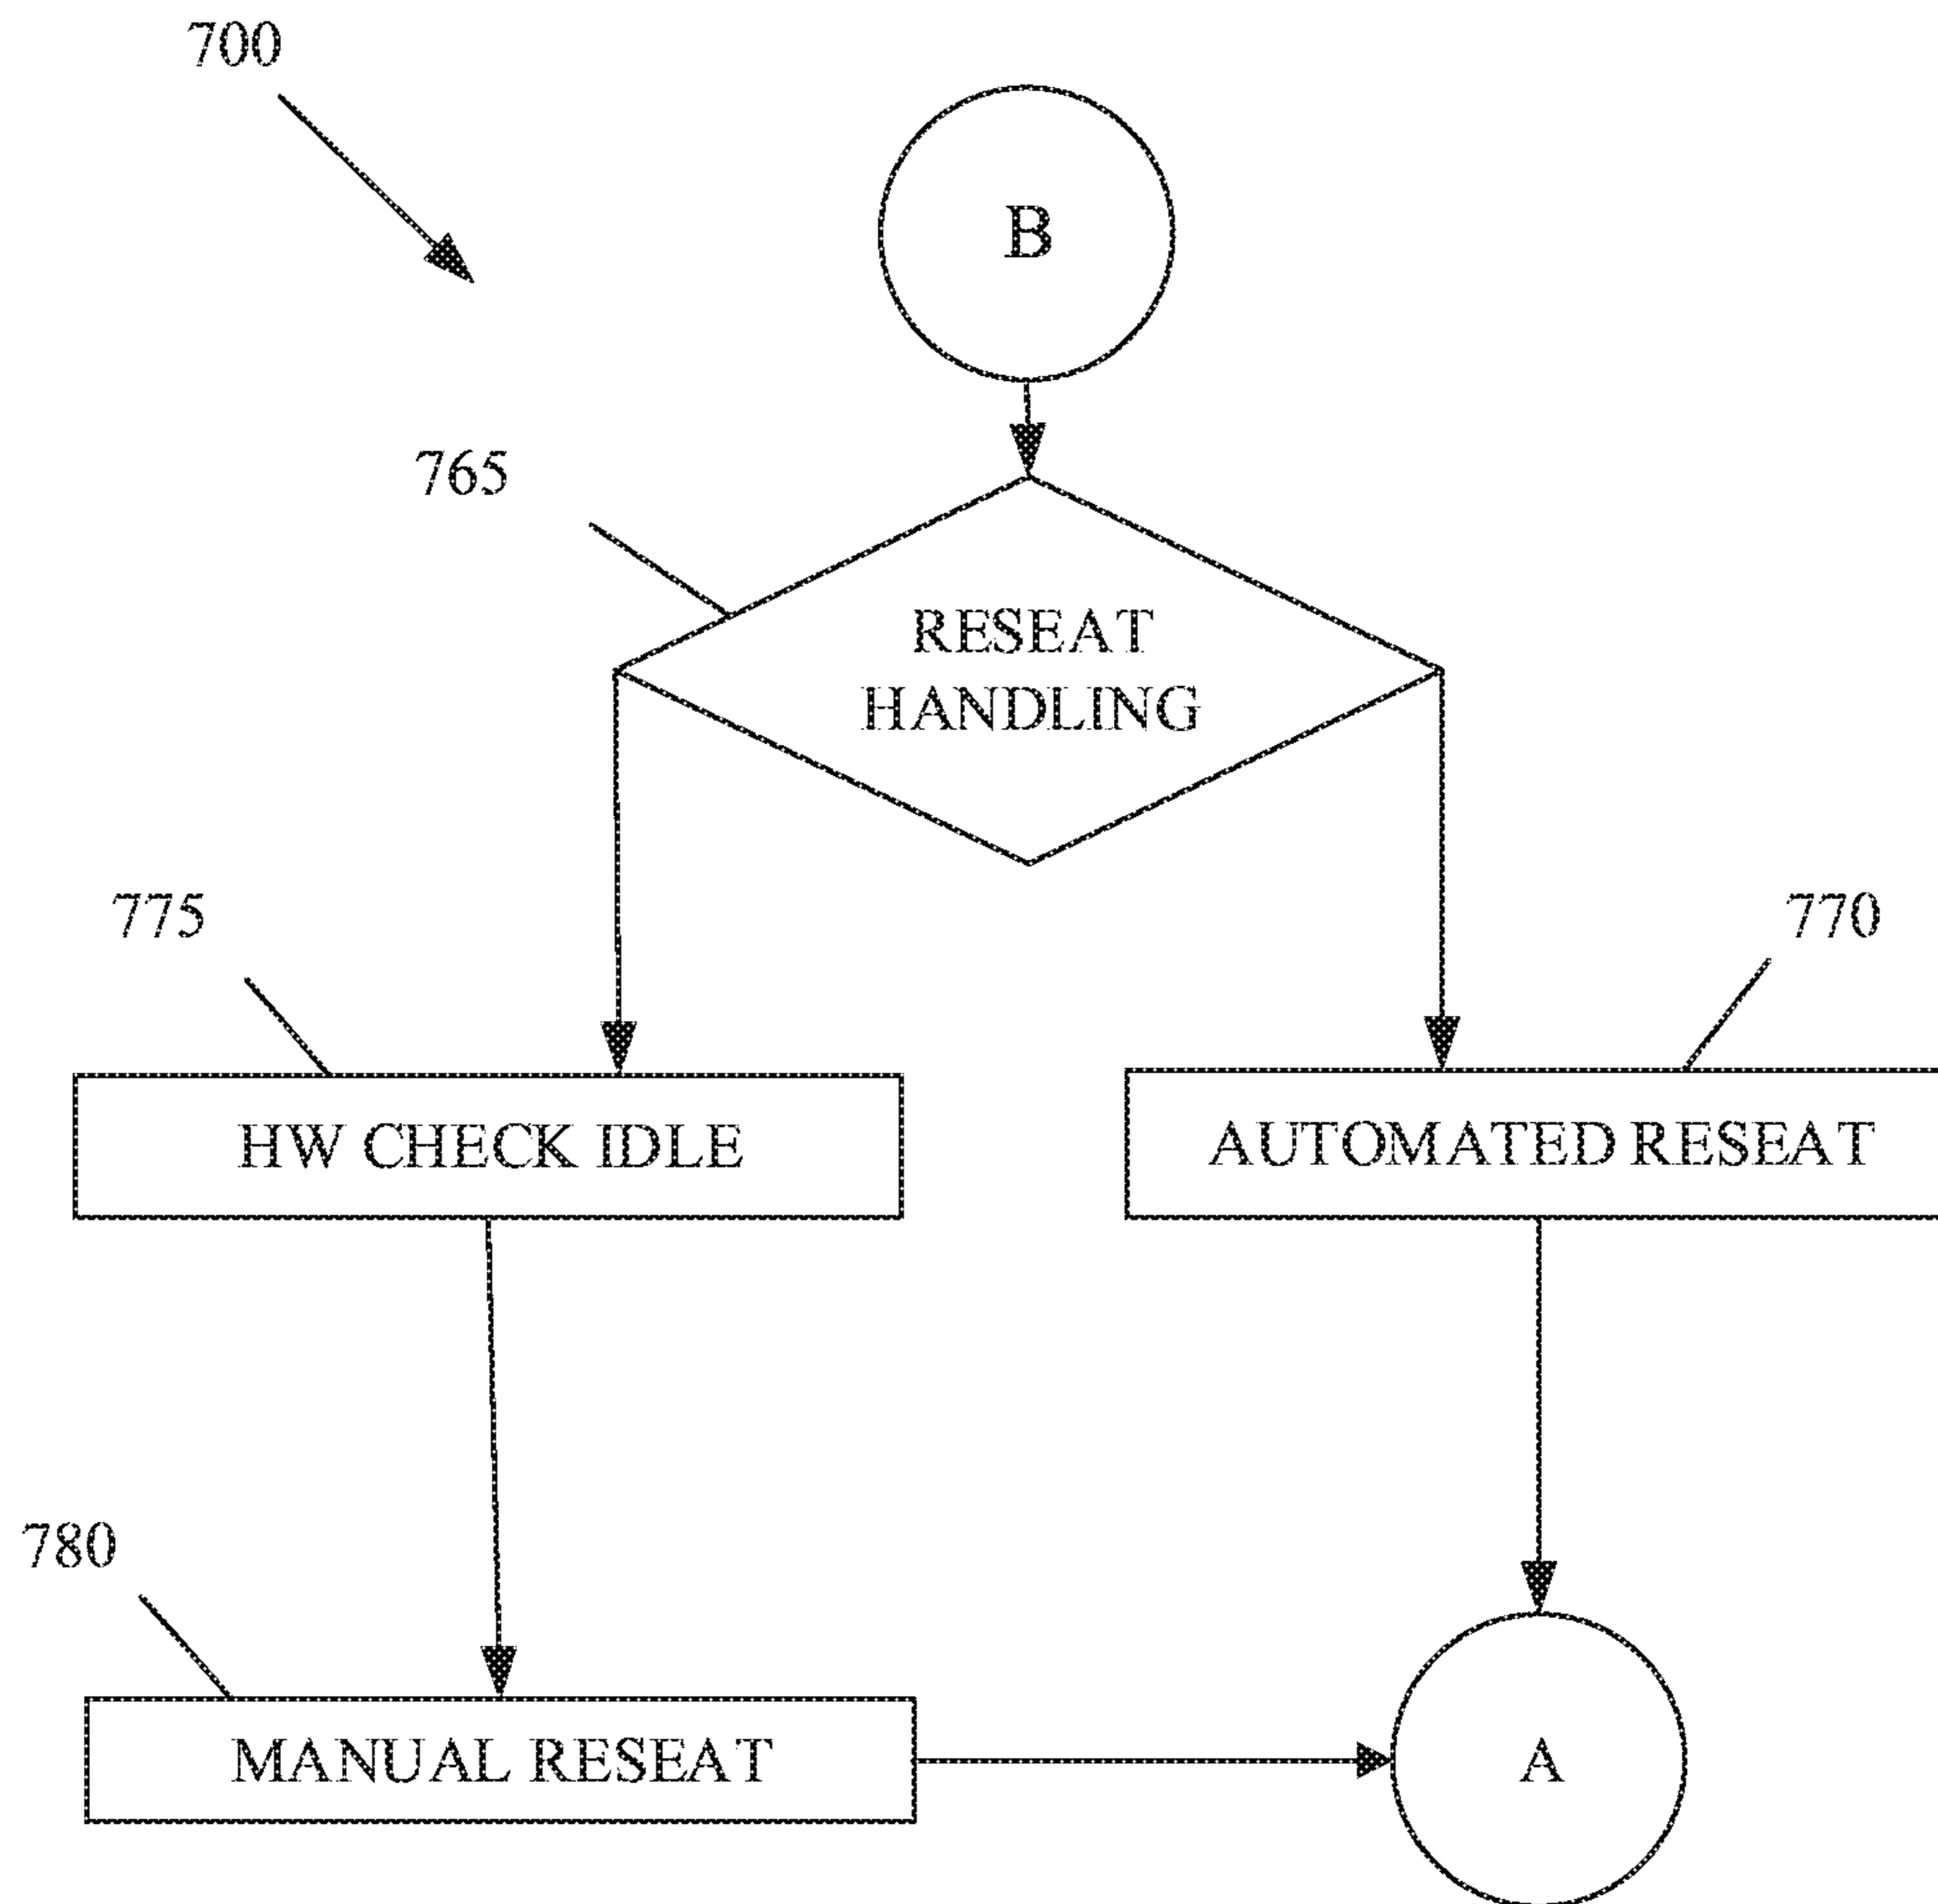 700
B
765
RESEAT
HANDLING
775
770
HW CHECK IDLE
AUTOMATED RESEAT
780
MANUAL RESEAT
A